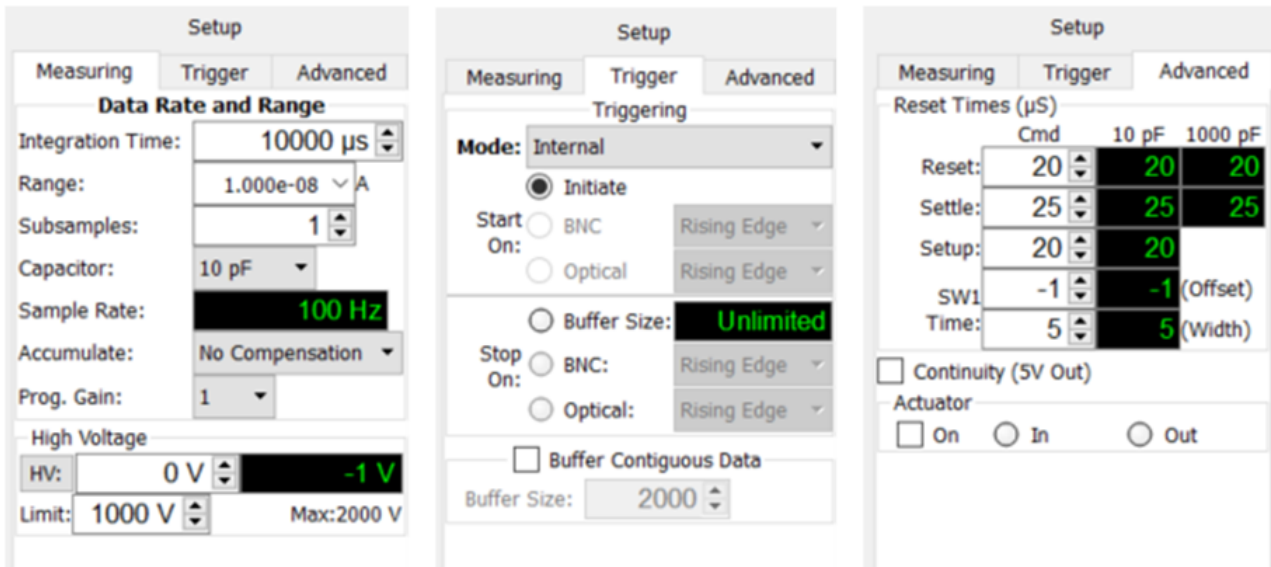 Setup
Measuring Trigger Advanced
Data Rate and Range
Integration Time: 10000 µs
Range: 1.000e-08 A
Subsamples: 1
Capacitor: 10 pF
Sample Rate: 100 Hz
Accumulate: No Compensation
Prog. Gain: 1
High Voltage
HV: 0 V -1 V
Limit: 1000 V Max:2000 V
Setup
Measuring Trigger Advanced
Triggering
Mode: Internal
Initiate
Start On:
BNC Rising Edge
Optical Rising Edge
Buffer Size: Unlimited
Stop On:
BNC: Rising Edge
Optical: Rising Edge
Buffer Contiguous Data
Buffer Size: 2000
Setup
Measuring Trigger Advanced
Reset Times (µS)
Cmd 10 pF 1000 pF
Reset: 20 20 20
Settle: 25 25 25
Setup: 20 20
SW1 -1 -1 (Offset)
Time: 5 5 (Width)
Continuity (5V Out)
Actuator
On In Out